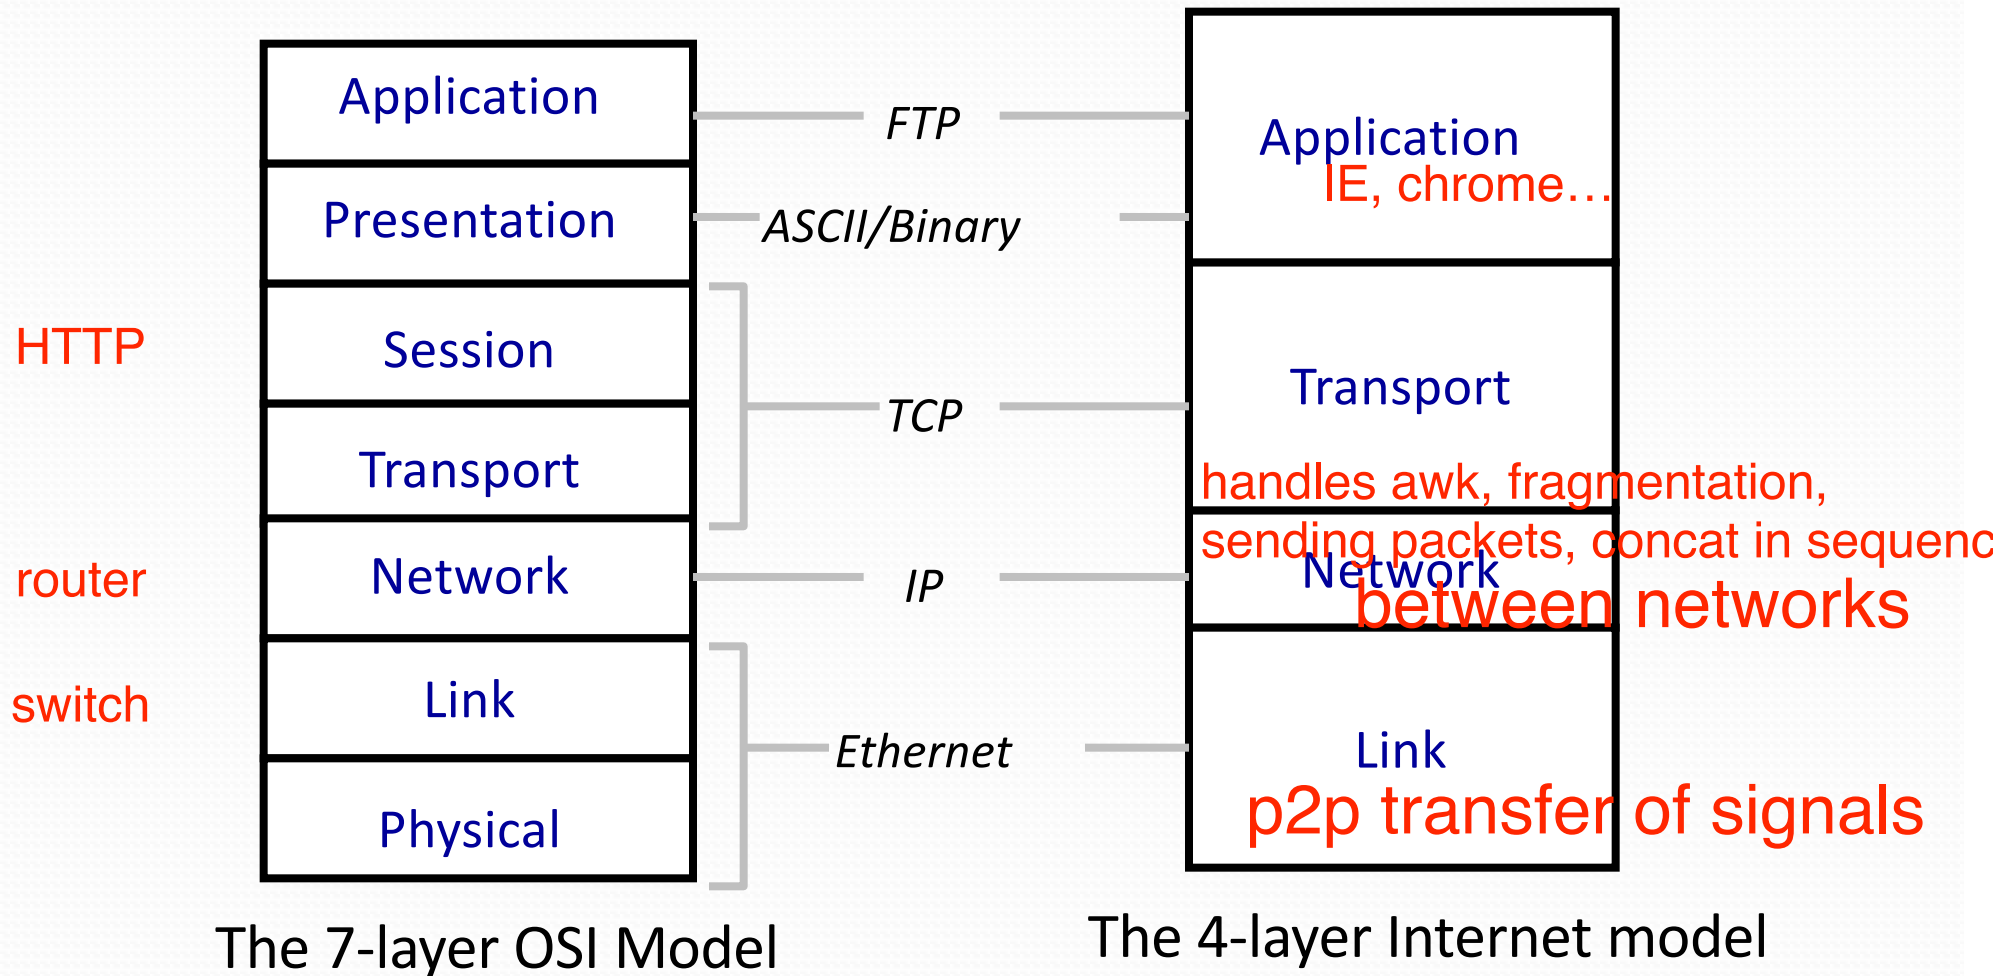 Application
Presentation
HTTP
Session
Transport
router
Network
switch
Link
Physical
The 7-layer OSI Model
FTP
ASCII/Binary
TCP
IP
Ethernet
Application
IE, chrome…
Transport
handles awk, fragmentation,
sending packets, concat in sequenc
Network
between networks
Link
p2p transfer of signals
The 4-layer Internet model